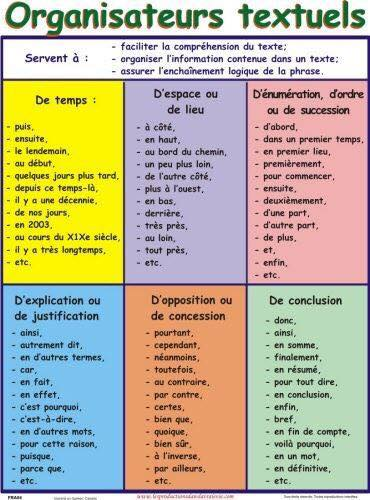 Organisateurs textuels
Servent à :
- faciliter la compréhension du texte;
- organiser l'information contenue dans un texte;
- assurer l'enchaînement logique de la phrase.
De temps :
- puis,
- ensuite,
- le lendemain,
- au début,
- quelques jours plus tard,
- depuis ce temps-là,
- il y a une décennie,
- de nos jours,
- en 2003,
- au cours du X1Xe siècle,
- il y a très longtemps,
- etc.
D'espace ou
de lieu
- à côté,
- en haut,
- au bord du chemin,
- un peu plus loin,
- de l'autre côté,
- plus à l'ouest,
- en bas,
- derrière,
- très près,
- au loin,
- tout près,
- etc.
D'énumération, d'ordre
ou de succession
- d'abord,
- dans un premier temps,
- en premier lieu,
- premièrement,
- pour commencer,
- ensuite,
- deuxièmement,
- d'une part,
- d'autre part,
- de plus,
- et,
- enfin,
- etc.
D'explication ou
de justification
- ainsi,
- autrement dit,
- en d'autres termes,
- car,
- en fait,
- en effet,
- c'est pourquoi,
- c'est-à-dire,
- en d'autres mots,
- pour cette raison,
- puisque,
- parce que,
- etc.
D'opposition ou
de concession
- pourtant,
- cependant,
- néanmoins,
- toutefois,
- au contraire,
- par contre,
- certes,
- bien que,
- quoique,
- bien sûr,
- à l'inverse,
- par ailleurs,
- etc.
De conclusion
- donc,
- ainsi,
- en somme,
- finalement,
- en résumé,
- pour tout dire,
- en conclusion,
- enfin,
- bref,
- en fin de compte,
- voilà pourquoi,
- en un mot,
- en définitive,
- etc.